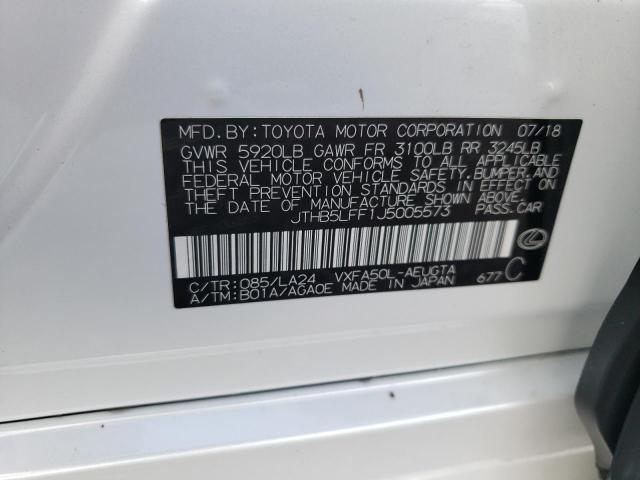 MFD. BY: TOYOTA MOTOR CORPORATION 07/18
GVWR 5920LB GAWR FR 3100LB RR 3245LB
THIS VEHICLE CONFORMS TO ALL APPLICABLE
FEDERAL MOTOR VEHICLE SAFETY, BUMPER, AND
THEFT PREVENTION STANDARDS IN EFFECT ON
THE DATE OF MANUFACTURE SHOWN ABOVE.
JTHB5LFF1J5005573 PASS. CAR
C/TR: 085/LA24 VXFA50L-AEUGTA
A/TM: B01A/AGA0E MADE IN JAPAN 677 C